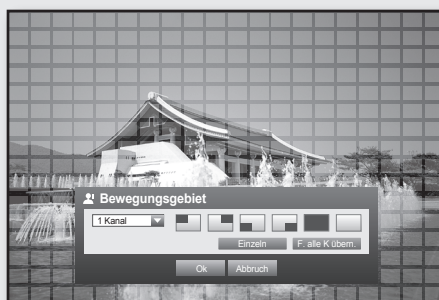 Bewegungsgebiet
1 Kanal
Einzeln F. alle K übern.
Ok Abbruch